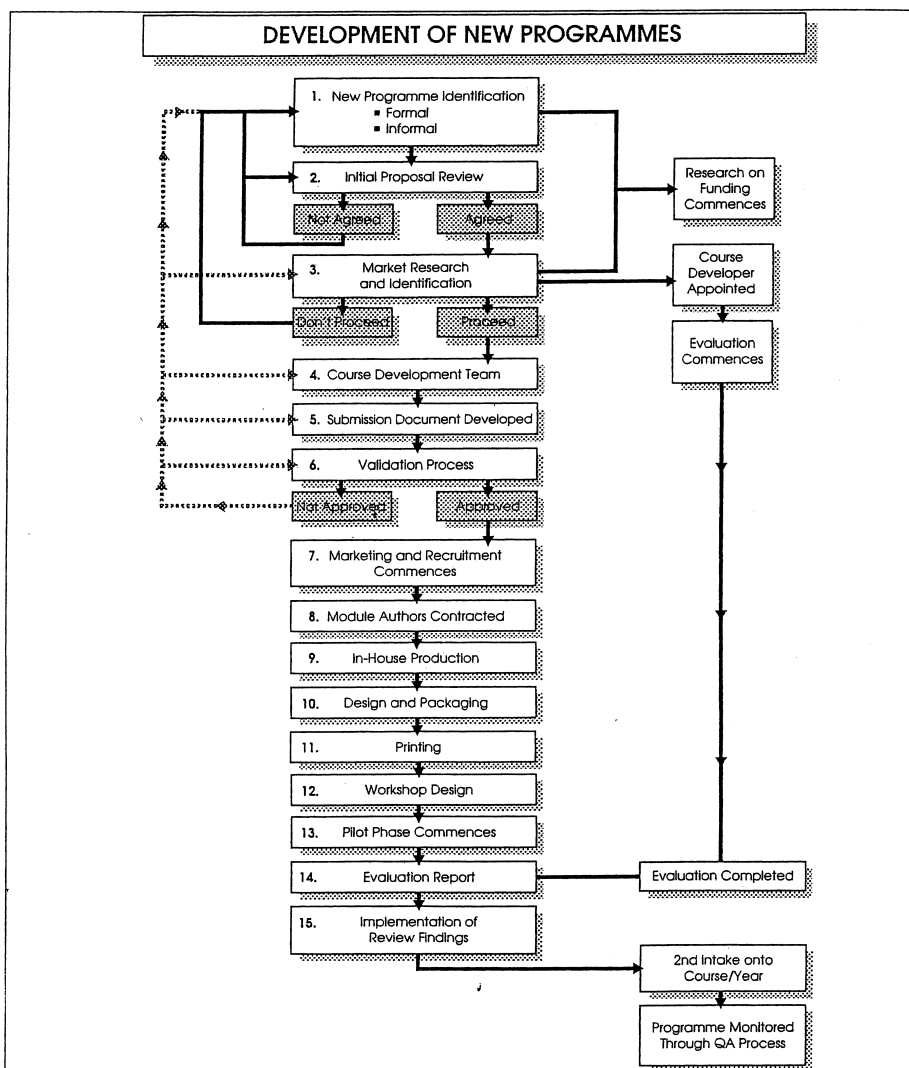 DEVELOPMENT OF NEW PROGRAMMES
1. New Programme Identification
▪ Formal
▪ Informal
2. Initial Proposal Review
Not Agreed
Agreed
Research on
Funding
Commences
3. Market Research
and Identification
Course
Developer
Appointed
Don't Proceed
Proceed
Evaluation
Commences
4. Course Development Team
5. Submission Document Developed
6. Validation Process
Not Approved
Approved
7. Marketing and Recruitment
Commences
8. Module Authors Contracted
9. In-House Production
10. Design and Packaging
11. Printing
12. Workshop Design
13. Pilot Phase Commences
14. Evaluation Report
Evaluation Completed
15. Implementation of
Review Findings
2nd Intake onto
Course/Year
Programme Monitored
Through QA Process